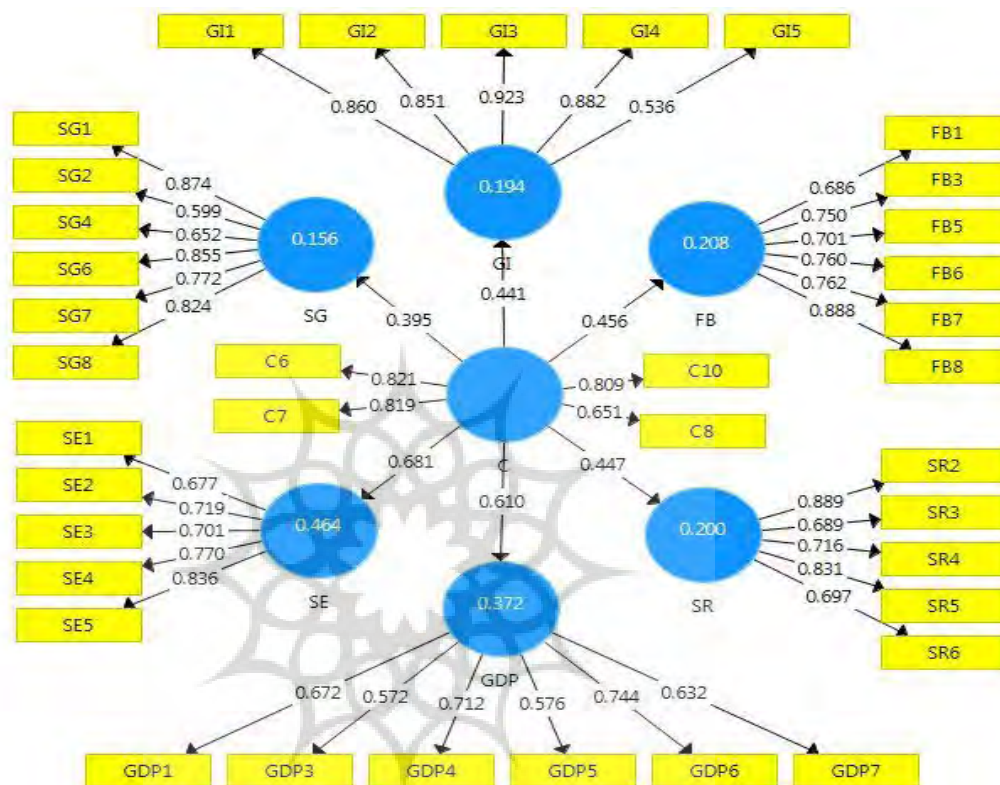 GI1
GI2
GI3
GI4
GI5
0.860
0.851
0.923
0.882
0.536
0.194
GI
0.441
SG1
SG2
SG4
SG6
SG7
SG8
0.874
0.599
0.652
0.855
0.772
0.824
0.156
SG
0.395
FB1
FB3
FB5
FB6
FB7
FB8
0.686
0.750
0.701
0.760
0.762
0.888
0.208
FB
0.456
C6
C7
0.821
0.819
C10
C8
0.809
0.651
C
SE1
SE2
SE3
SE4
SE5
0.677
0.719
0.701
0.770
0.836
0.464
SE
0.681
0.610
0.447
SR2
SR3
SR4
SR5
SR6
0.889
0.689
0.716
0.831
0.697
0.200
SR
0.372
GDP
0.672
0.572
0.712
0.576
0.744
0.632
GDP1
GDP3
GDP4
GDP5
GDP6
GDP7